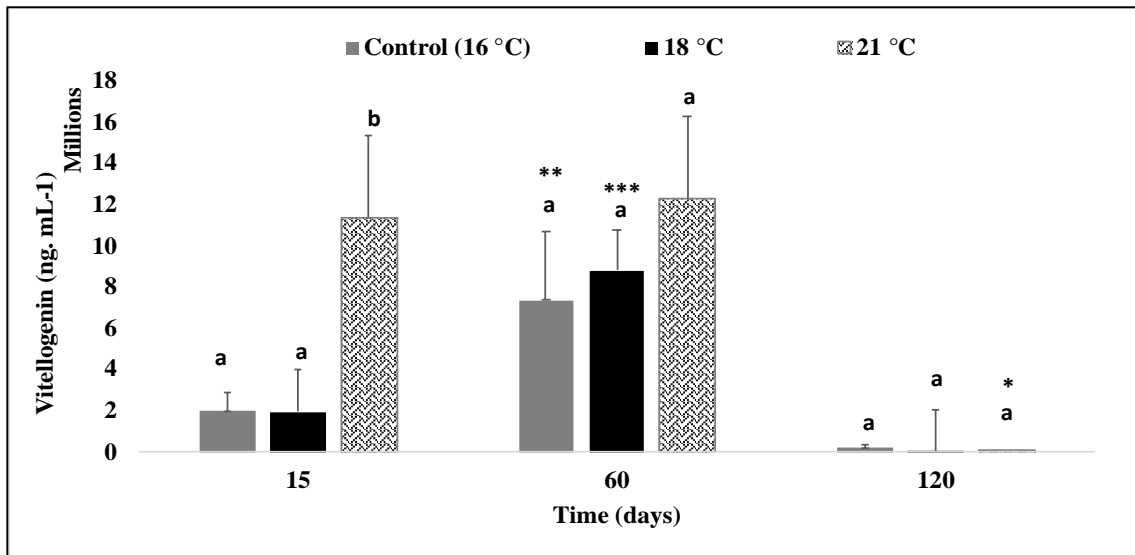 Control (16 °C) 18 °C 21 °C
Vitellogenin (ng. mL-1)
Millions
18
16
14
12
10
8
6
4
2
0
a a b
** *** a
a a
a a *
a
15 60 120
Time (days)